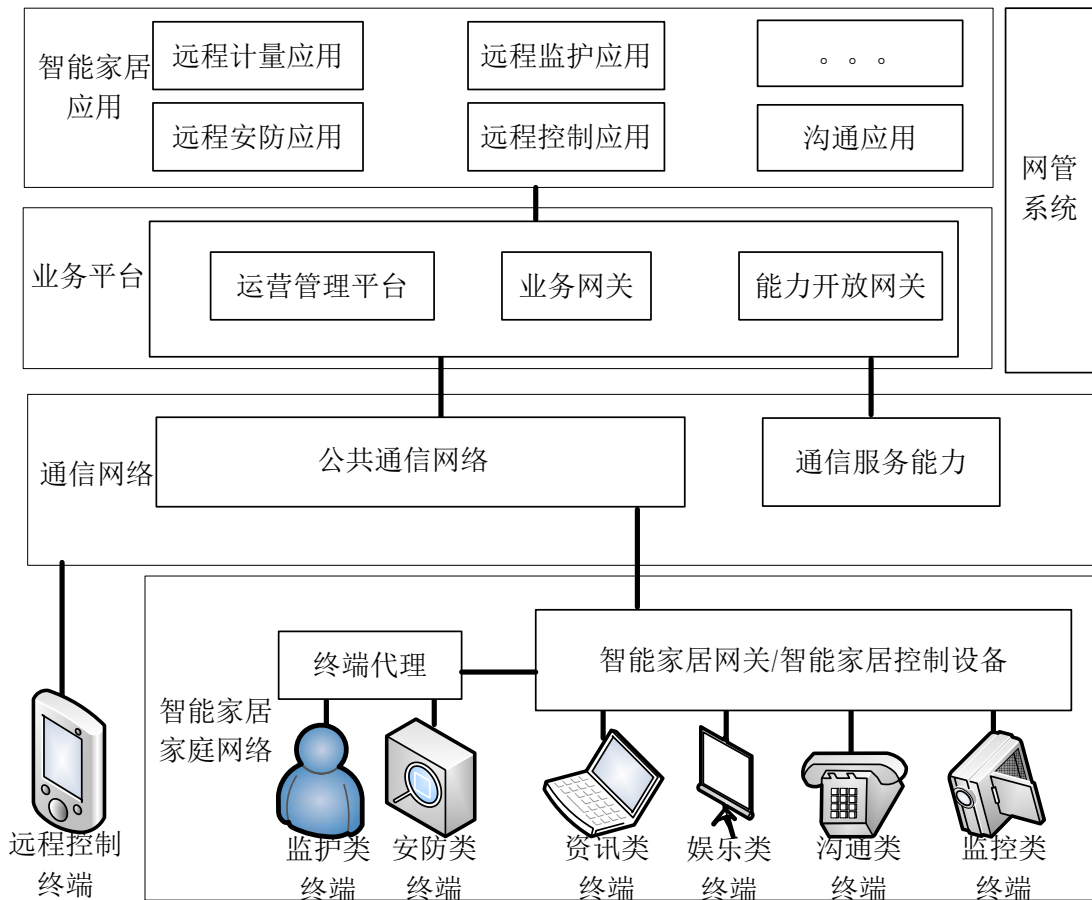 智能家居
应用
远程计量应用
远程监护应用
。。。
远程安防应用
远程控制应用
沟通应用
网管
系统
业务平台
运营管理平台
业务网关
能力开放网关
通信网络
公共通信网络
通信服务能力
智能家居
家庭网络
终端代理
智能家居网关/智能家居控制设备
远程控制
终端
监护类
终端
安防类
终端
资讯类
终端
娱乐类
终端
沟通类
终端
监控类
终端